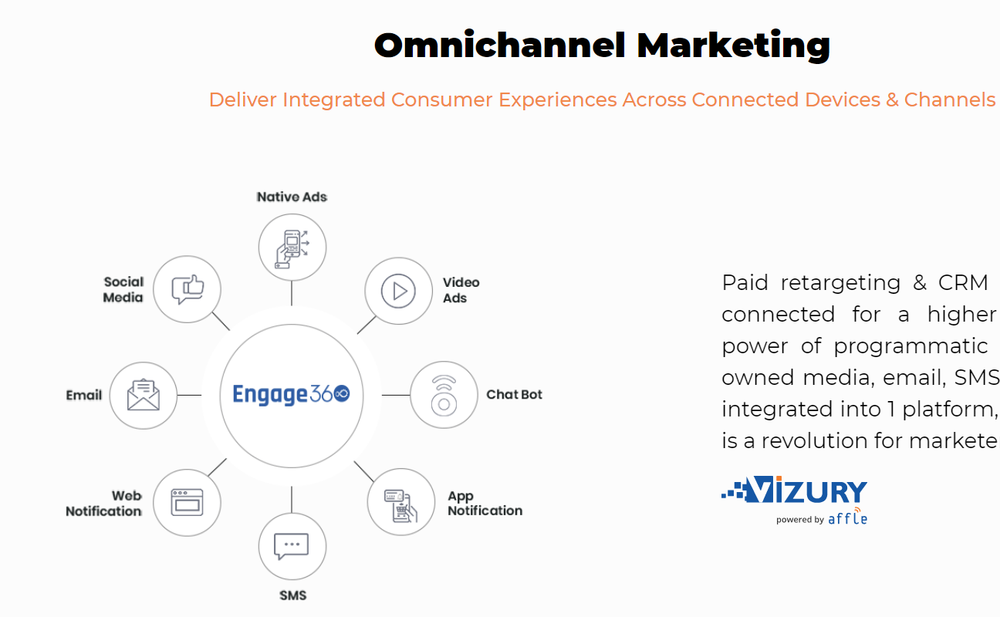 Omnichannel Marketing
Deliver Integrated Consumer Experiences Across Connected Devices & Channels
Native Ads
Social
Media
Video
Ads
Email
Engage360
Chat Bot
Web
Notification
App
Notification
SMS
Paid retargeting & CRM
connected for a higher
power of programmatic
owned media, email, SMS
integrated into 1 platform,
is a revolution for markete
VIZURY
powered by affle